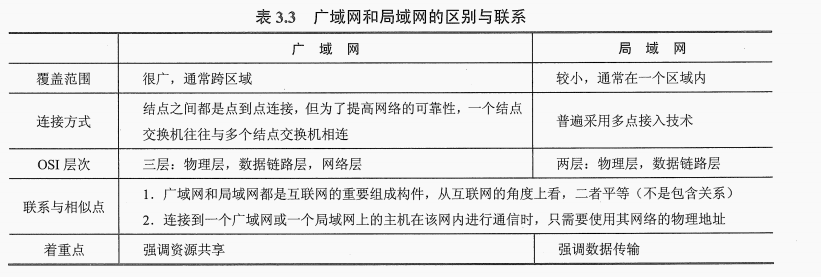 表 3.3 广域网和局域网的区别与联系
广 域 网 局 域 网
覆盖范围 很广，通常跨区域 较小，通常在一个区域内
连接方式 结点之间都是点到点连接，但为了提高网络的可靠性，一个结点
交换机往往与多个结点交换机相连 普遍采用多点接入技术
OSI 层次 三层：物理层，数据链路层，网络层 两层：物理层，数据链路层
联系与相似点 1．广域网和局域网都是互联网的重要组成构件，从互联网的角度上看，二者平等（不是包含关系）
2．连接到一个广域网或一个局域网上的主机在该网内进行通信时，只需要使用其网络的物理地址
着重点 强调资源共享 强调数据传输